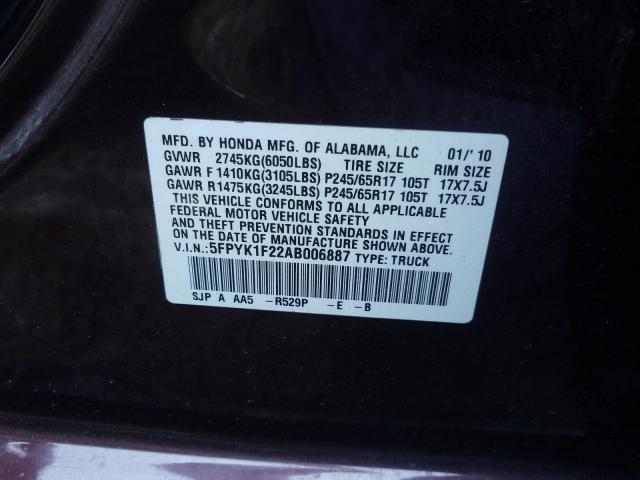 MFD. BY HONDA MFG. OF ALABAMA, LLC 01/'10
GVWR 2745KG(6050LBS) TIRE SIZE RIM SIZE
GAWR F 1410KG(3105LBS) P245/65R17 105T 17X7.5J
GAWR R1475KG(3245LBS) P245/65R17 105T 17X7.5J
THIS VEHICLE CONFORMS TO ALL APPLICABLE
FEDERAL MOTOR VEHICLE SAFETY
AND THEFT PREVENTION STANDARDS IN EFFECT
ON THE DATE OF MANUFACTURE SHOWN ABOVE.
V.I.N.:5FPYK1F22AB006887 TYPE: TRUCK
SJP A AA5 -R529P -E -B